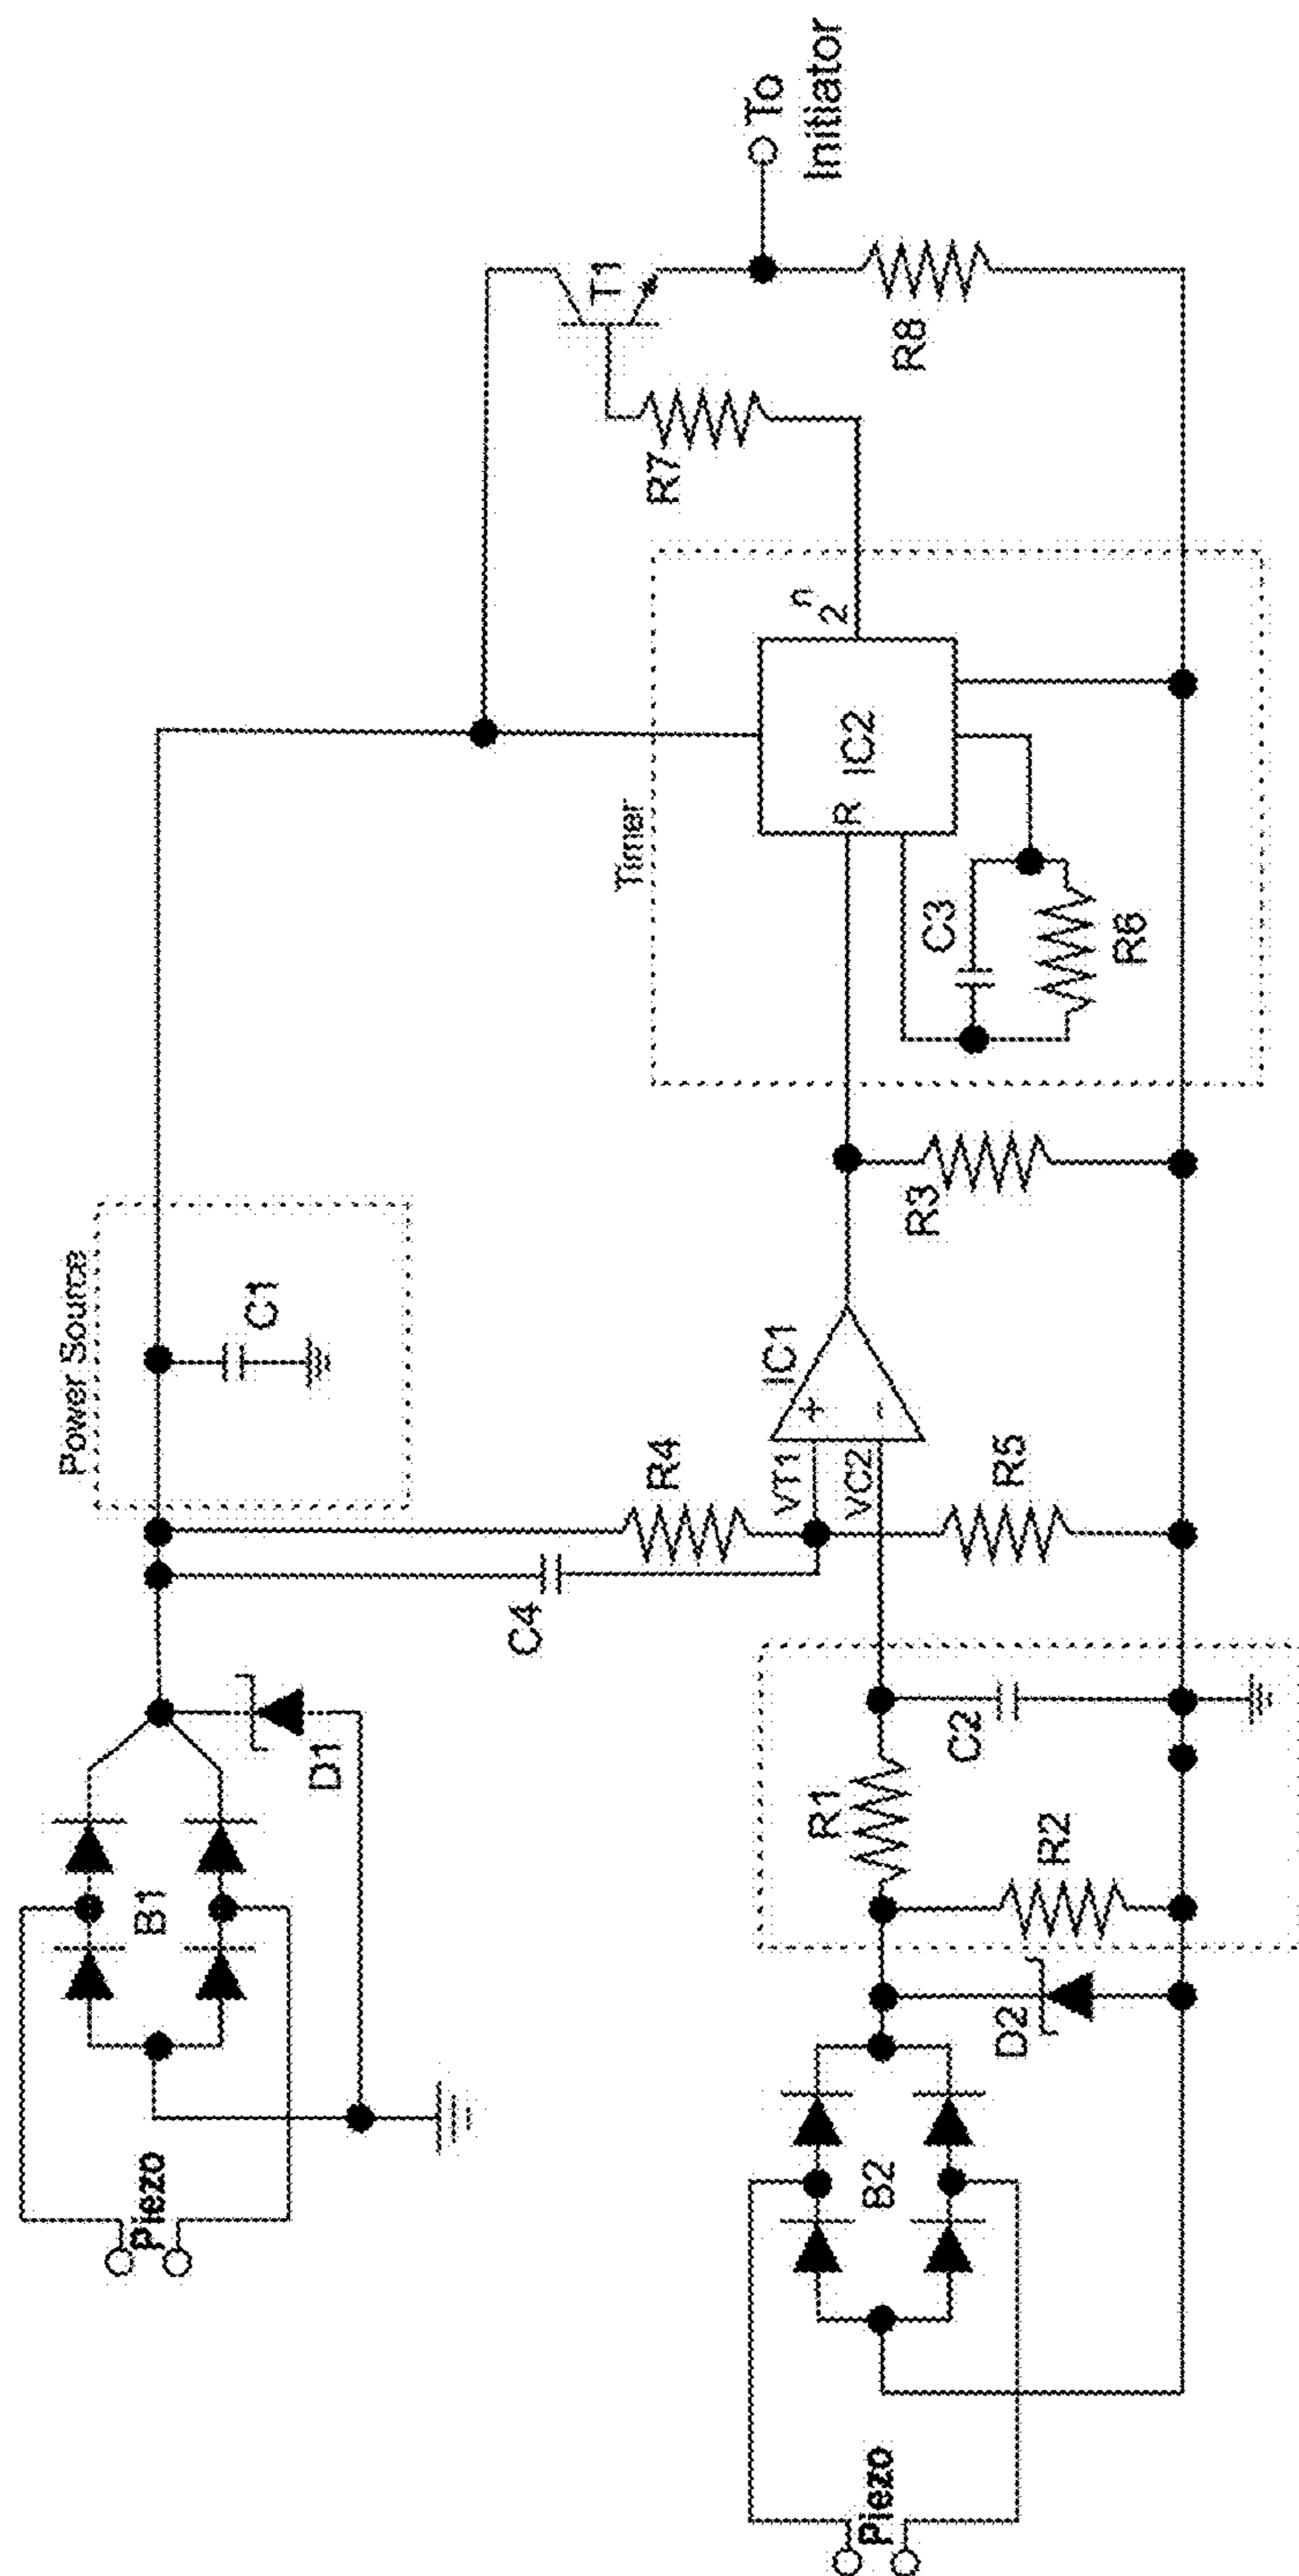 Piezo
B1
D1
Power Source
C1
C4
R4
VT1
+
IC1
VC2
-
R5
Piezo
B2
D2
R1
R2
C2
R3
Timer
R
IC2
n
2
C3
R6
R7
T1
R8
To
Initiator